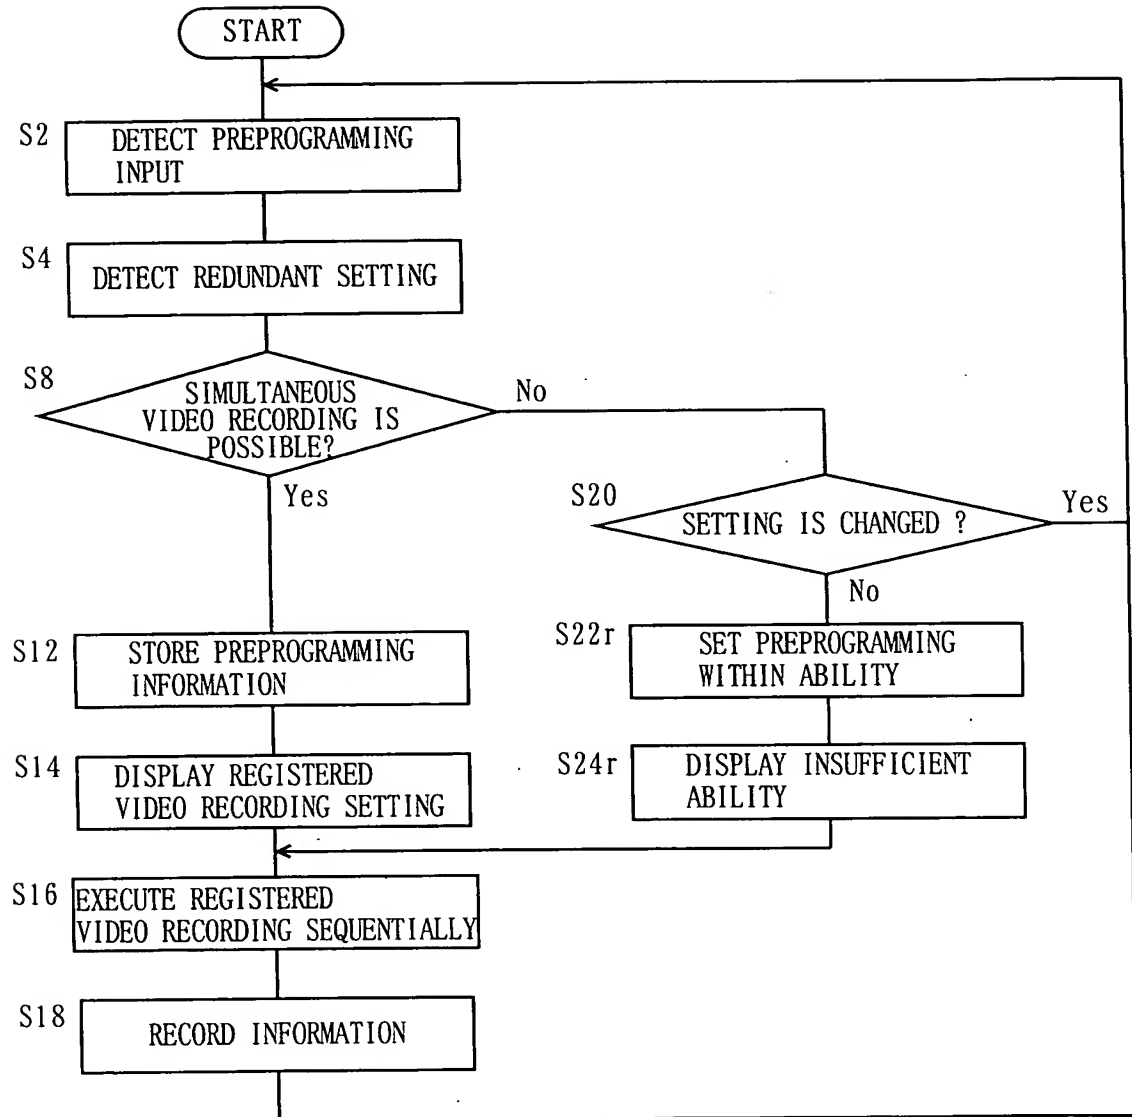 START
S2
DETECT PREPROGRAMMING
INPUT
S4
DETECT REDUNDANT SETTING
S8
SIMULTANEOUS
VIDEO RECORDING IS
POSSIBLE?
No
Yes
S20
SETTING IS CHANGED ?
Yes
No
S12
STORE PREPROGRAMMING
INFORMATION
S22r
SET PREPROGRAMMING
WITHIN ABILITY
S14
DISPLAY REGISTERED
VIDEO RECORDING SETTING
S24r
DISPLAY INSUFFICIENT
ABILITY
S16
EXECUTE REGISTERED
VIDEO RECORDING SEQUENTIALLY
S18
RECORD INFORMATION